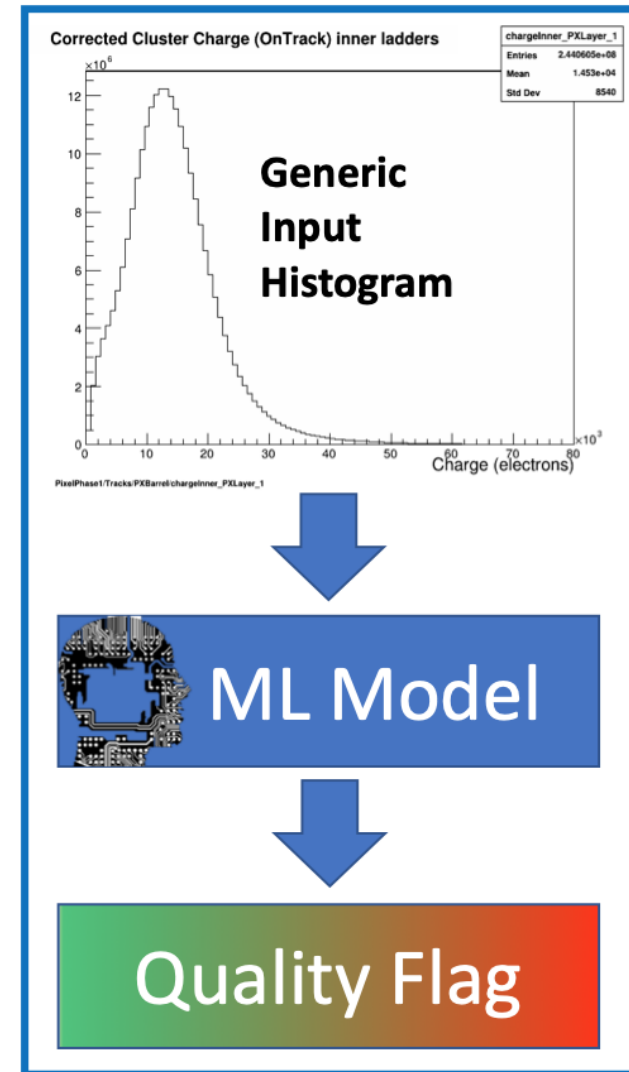 Corrected Cluster Charge (OnTrack) inner ladders
chargeInner_PXLayer_1
Entries 2.440605e+08
Mean 1.453e+04
Std Dev 8540
×10⁶
12
10
8
6
4
2
0
Generic
Input
Histogram
0 10 20 30 40 50 60 70 80
×10³
Charge (electrons)
PixelPhase1/Tracks/PXBarrel/chargeInner_PXLayer_1
ML Model
Quality Flag